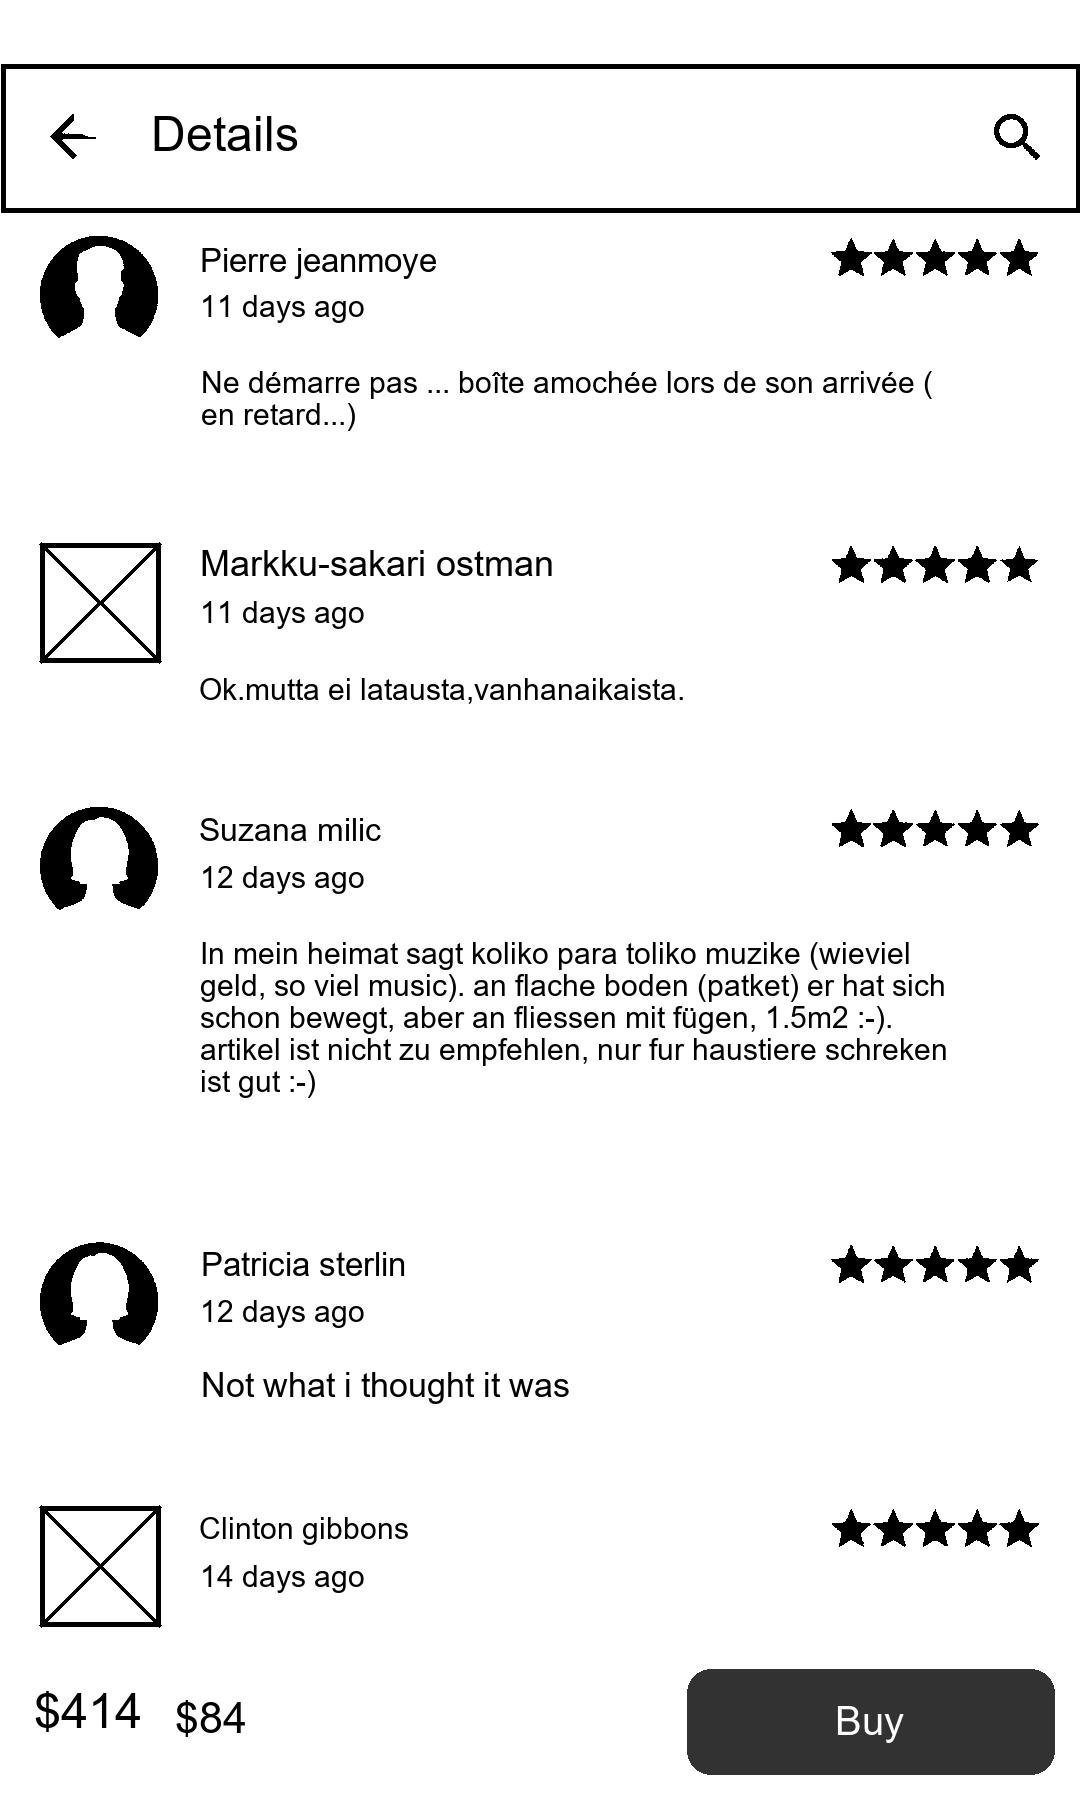 Details
Pierre jeanmoye
11 days ago
Ne démarre pas ... boîte amochée lors de son arrivée (
en retard...)
Markku-sakari ostman
11 days ago
Ok.mutta ei latausta,vanhanaikaista.
Suzana milic
12 days ago
In mein heimat sagt koliko para toliko muzike (wieviel
geld, so viel music). an flache boden (patket) er hat sich
schon bewegt, aber an fliessen mit fügen, 1.5m2 :-).
artikel ist nicht zu empfehlen, nur fur haustiere schreken
ist gut :-)
Patricia sterlin
12 days ago
Not what i thought it was
Clinton gibbons
14 days ago
$414 $84
Buy